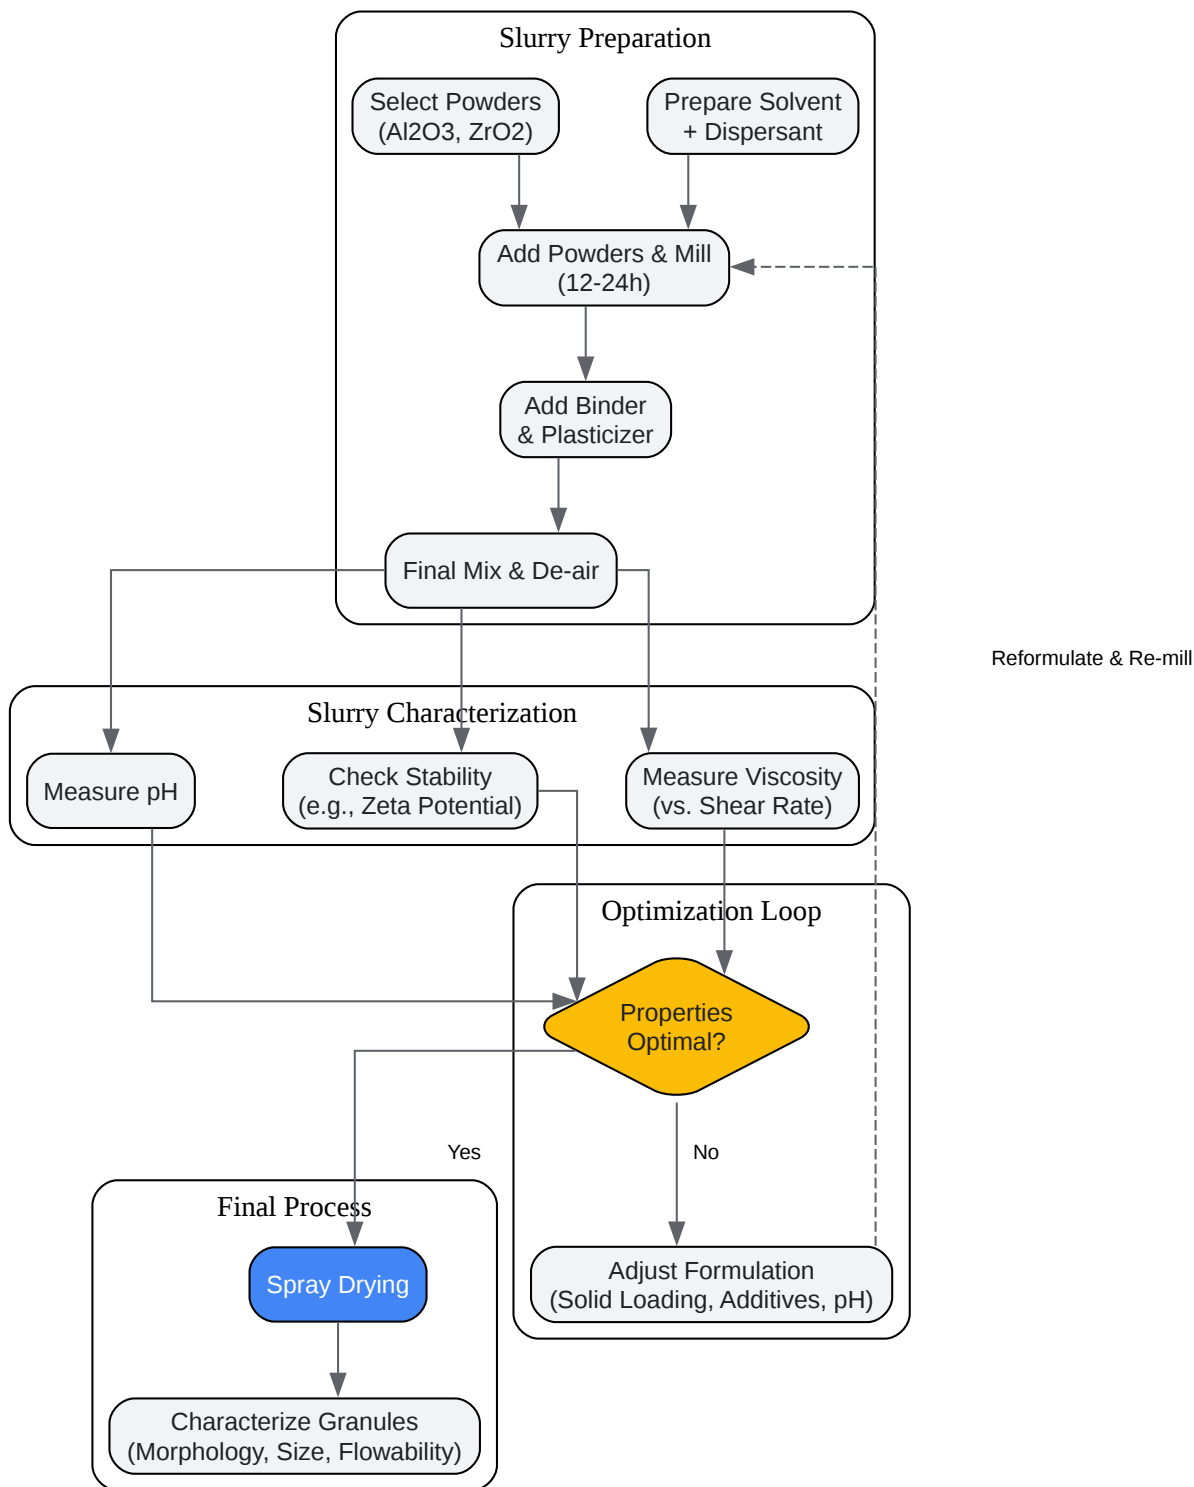 Slurry Preparation
Select Powders
(Al2O3, ZrO2)
Prepare Solvent
+ Dispersant
Add Powders & Mill
(12-24h)
Add Binder
& Plasticizer
Final Mix & De-air
Reformulate & Re-mill
Slurry Characterization
Measure pH
Check Stability
(e.g., Zeta Potential)
Measure Viscosity
(vs. Shear Rate)
Optimization Loop
Properties
Optimal?
Yes
No
Final Process
Spray Drying
Adjust Formulation
(Solid Loading, Additives, pH)
Characterize Granules
(Morphology, Size, Flowability)